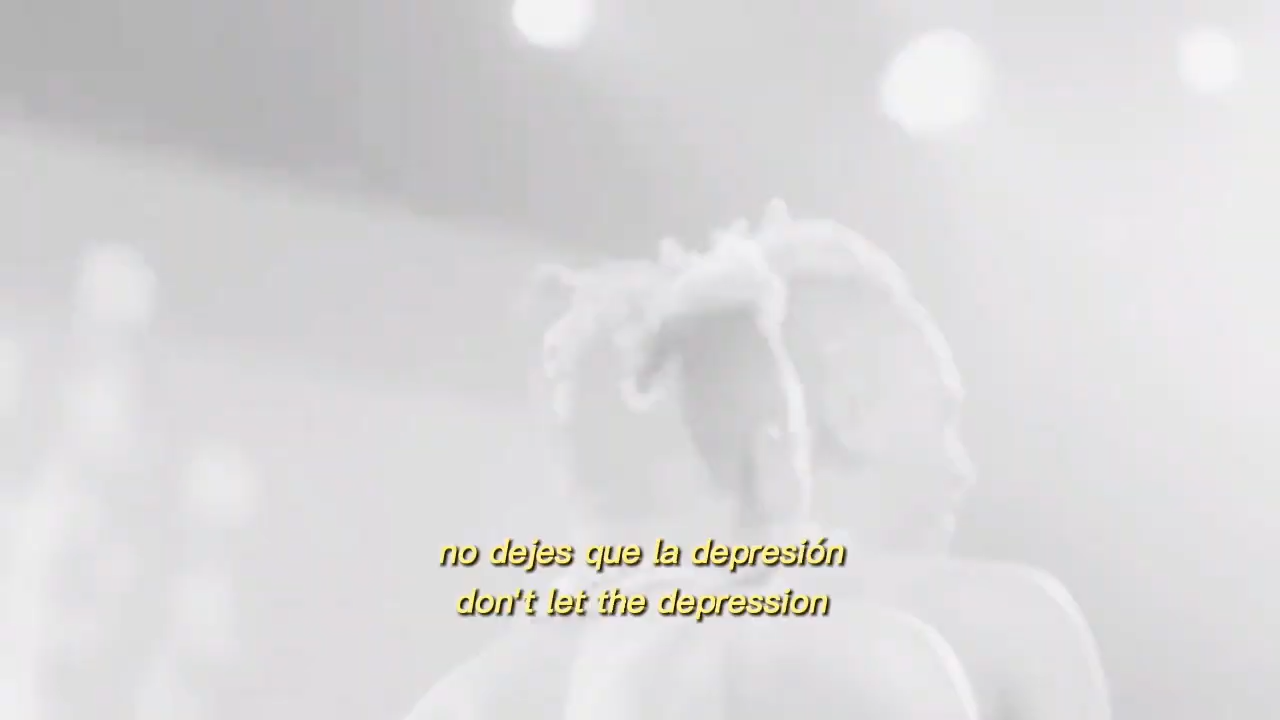 no dejes que la depresión
don't let the depression